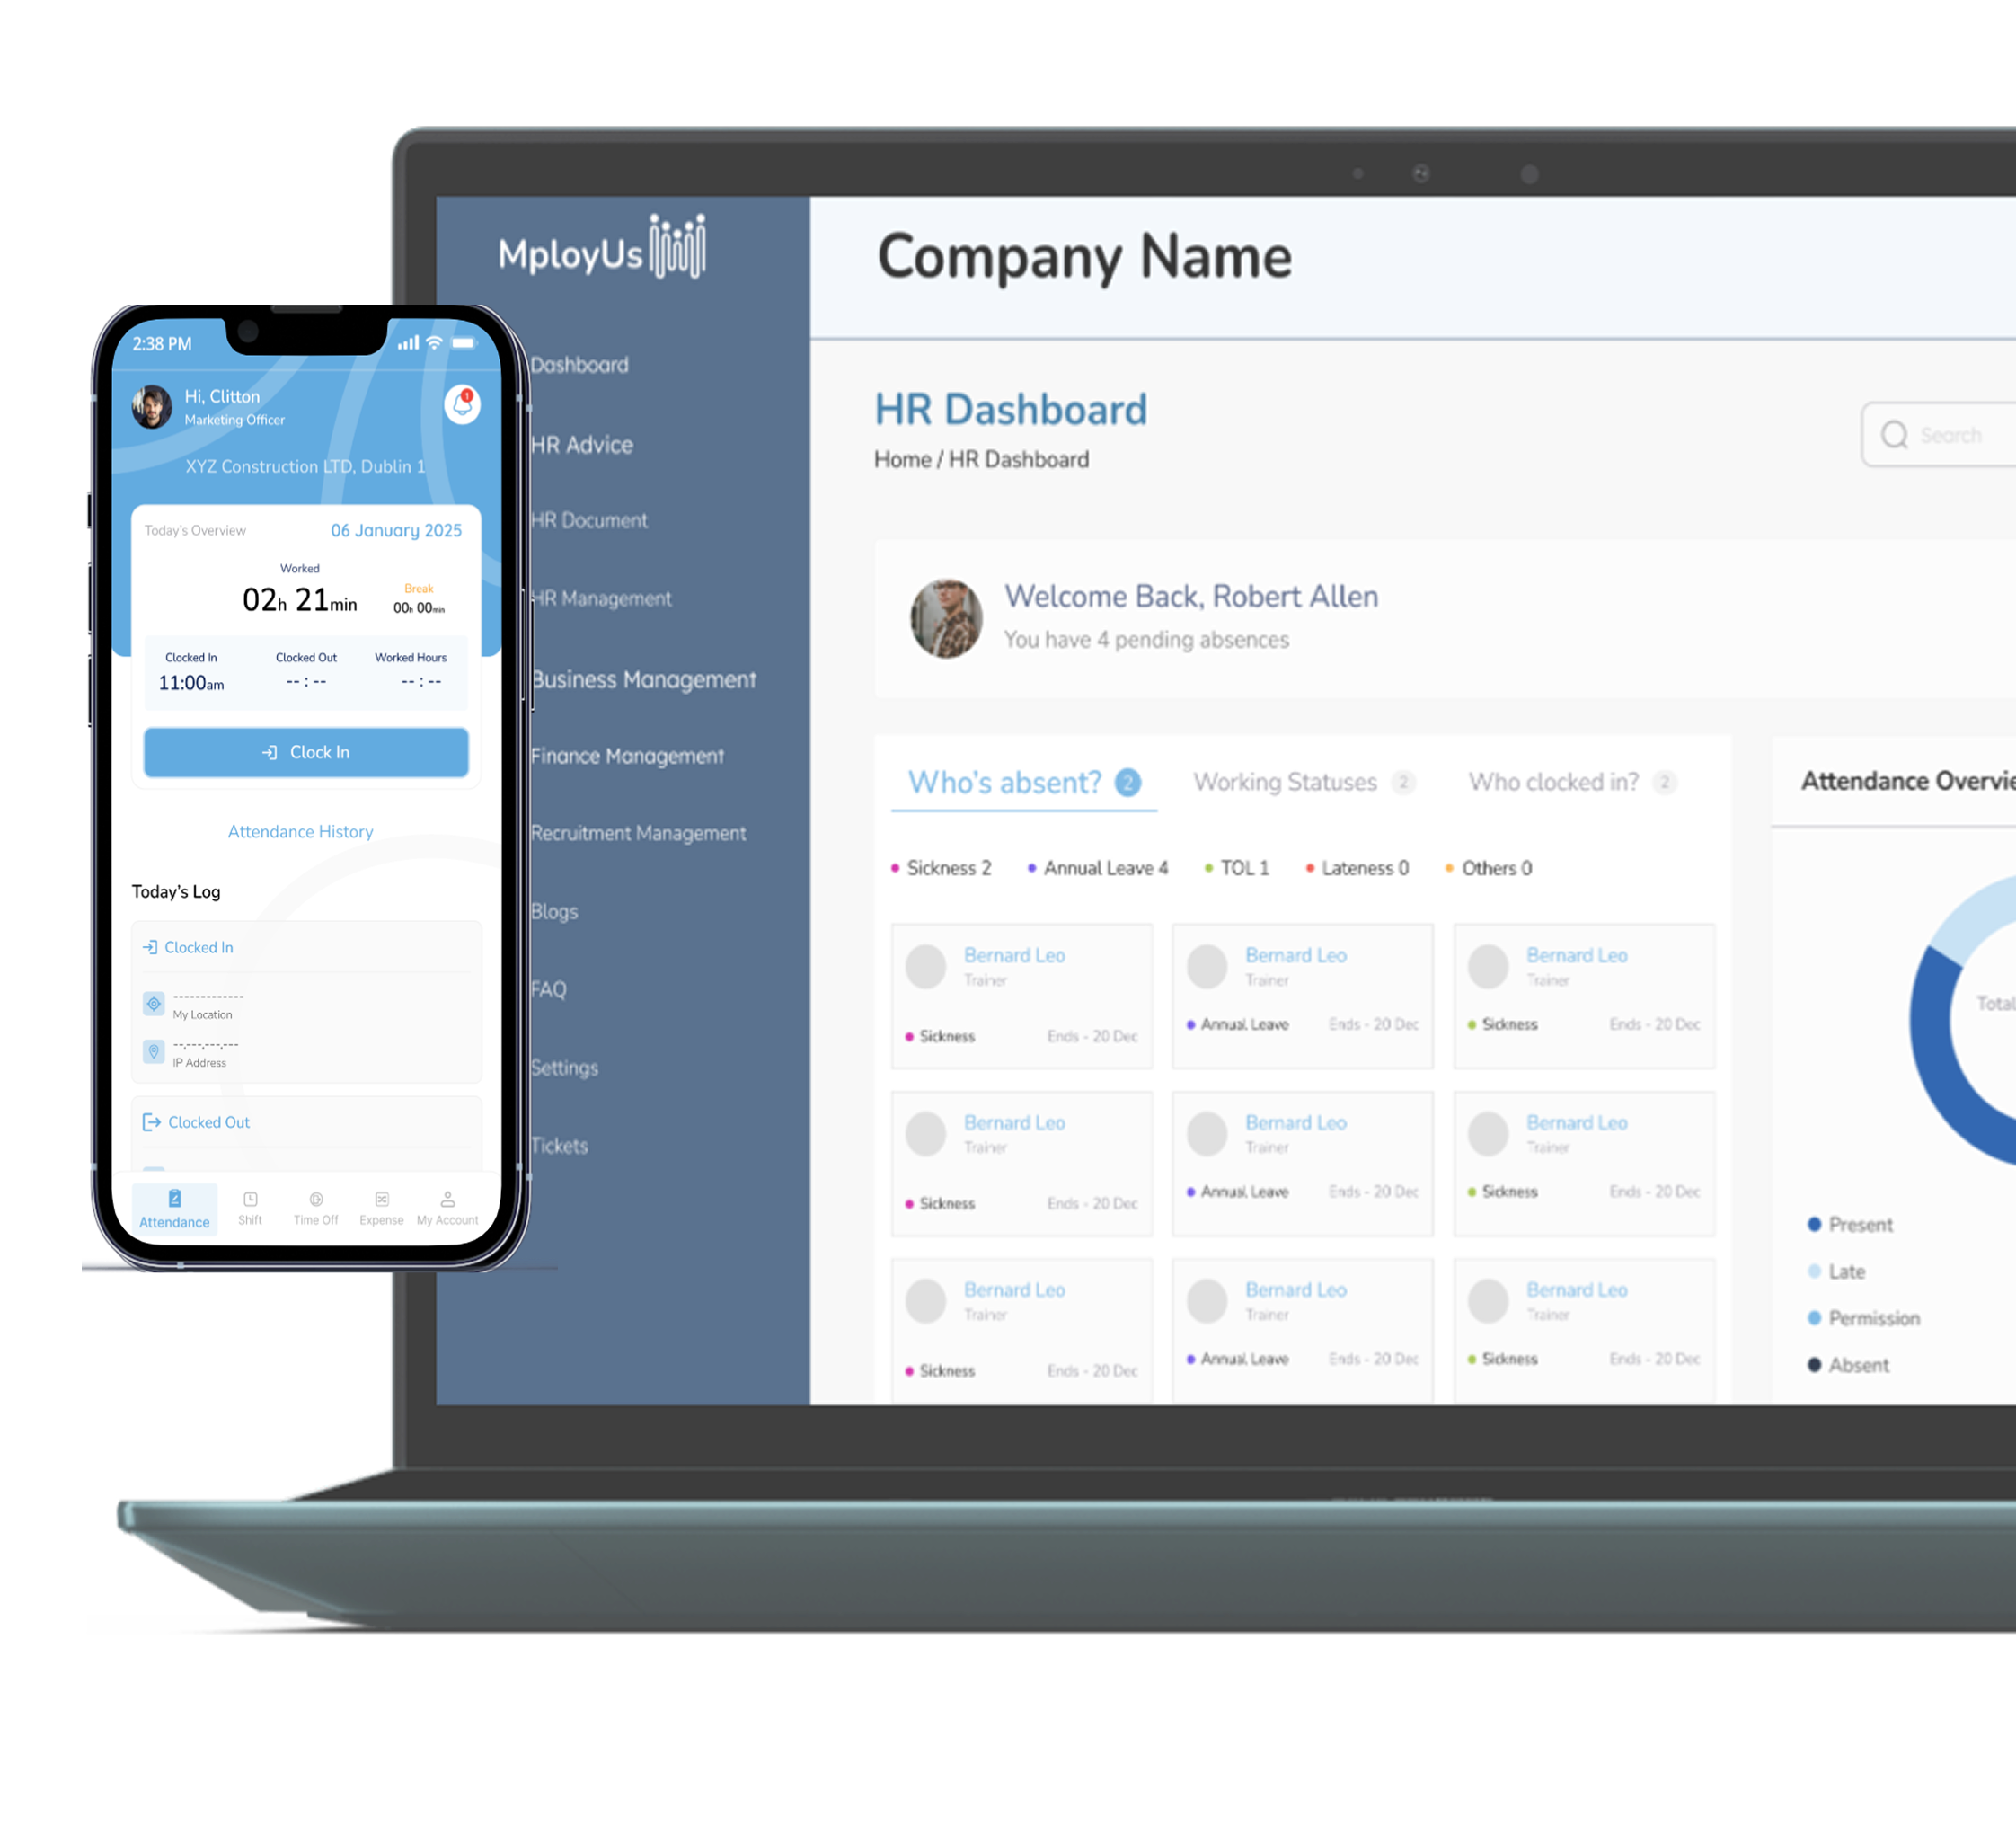 MployUs
Company Name
Dashboard
HR Advice
HR Document
HR Management
Business Management
Finance Management
Recruitment Management
Blogs
FAQ
Settings
Tickets
HR Dashboard
Home / HR Dashboard
Search
Welcome Back, Robert Allen
You have 4 pending absences
Who's absent? 2 Working Statuses 2 Who clocked in? 2
Sickness 2 Annual Leave 4 TOL 1 Lateness 0 Others 0
Bernard Leo Bernard Leo Bernard Leo
Trainer Trainer Trainer
Sickness Ends - 20 Dec Annual Leave Ends - 20 Dec Sickness Ends - 20 Dec
Bernard Leo Bernard Leo Bernard Leo
Trainer Trainer Trainer
Sickness Ends - 20 Dec Annual Leave Ends - 20 Dec Sickness Ends - 20 Dec
Bernard Leo Bernard Leo Bernard Leo
Trainer Trainer Trainer
Sickness Ends - 20 Dec Annual Leave Ends - 20 Dec Sickness Ends - 20 Dec
Attendance Overvie
Total
Present
Late
Permission
Absent
2:38 PM
Hi, Clitton
1
Marketing Officer
XYZ Construction LTD, Dublin 1
Today's Overview 06 January 2025
Worked
Break
02h 21min 00h 00min
Clocked In Clocked Out Worked Hours
11:00am -- : -- -- : --
Clock In
Attendance History
Today's Log
Clocked In
-------------
My Location
--.---.---.---
IP Address
Clocked Out
Attendance Shift Time Off Expense My Account